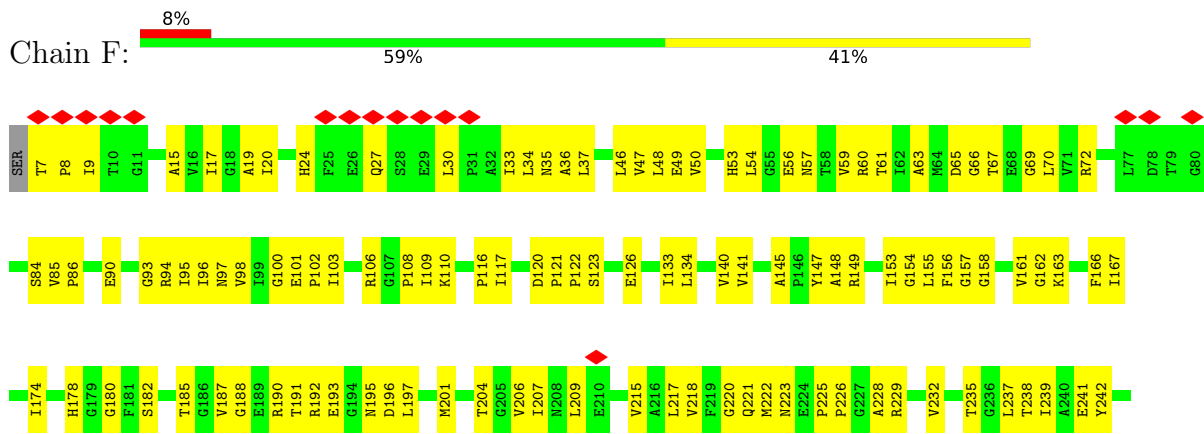 8%
Chain F:
59% 41%
SER T7 P8 I9 T10 G11 A15 V16 I17 G18 A19 I20 H24 F25 E26 Q27 S28 E29 L30 P31 A32 I33 L34 N35 A36 L37 L46 V47 L48 E49 V50 H53 L54 G55 E56 N57 T58 V59 R60 T61 I62 A63 M64 D65 G66 T67 E68 G69 L70 V71 R72 L77 D78 T79 G80
S84 V85 P86 E90 G93 R94 I95 I96 N97 V98 I99 G100 E101 P102 I103 R106 G107 P108 I109 K110 P116 I117 D120 P121 P122 S123 E126 I133 L134 V140 V141 A145 P146 Y147 A148 R149 I153 G154 L155 F156 G157 G158 V161 G162 K163 F166 I167
I174 H178 G179 G180 F181 S182 T185 G186 V187 G188 E189 R190 T191 R192 E193 G194 N195 D196 L197 M201 T204 G205 V206 I207 N208 L209 E210 V215 A216 L217 V218 F219 G220 Q221 M222 N223 E224 P225 P226 G227 A228 R229 V232 T235 G236 L237 T238 I239 A240 E241 Y242